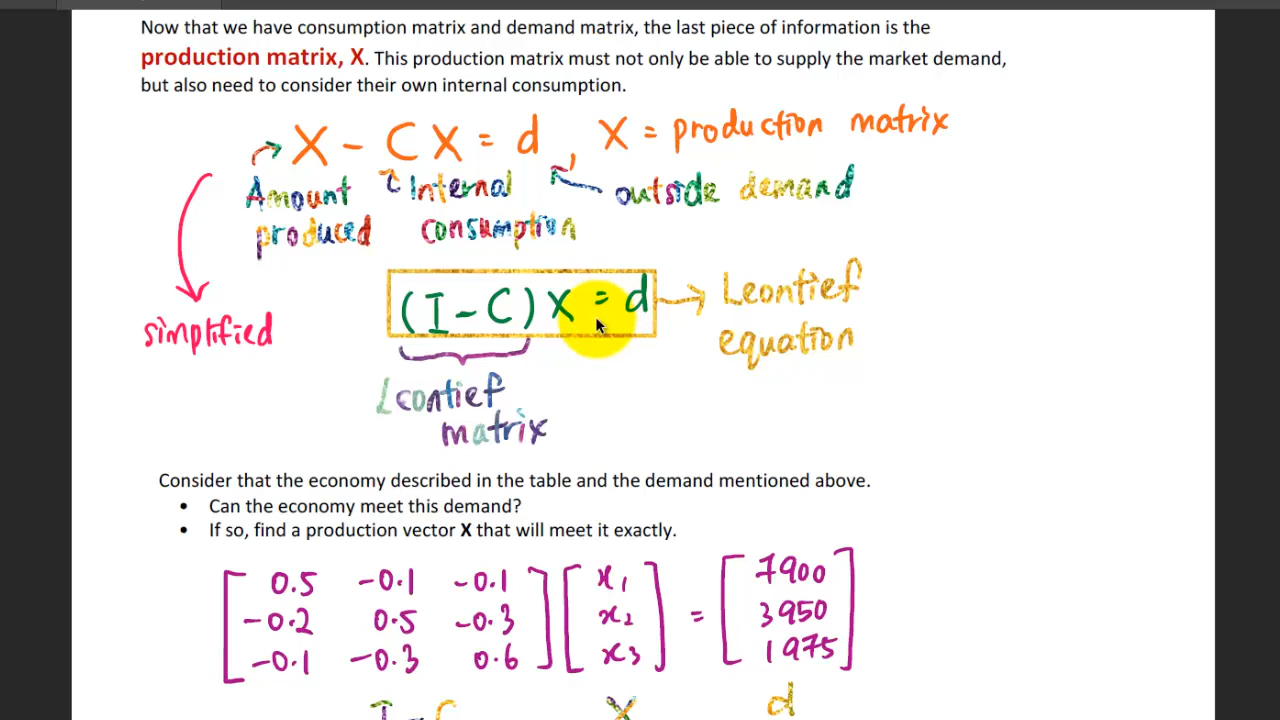 Now that we have consumption matrix and demand matrix, the last piece of information is the
production matrix, X. This production matrix must not only be able to supply the market demand,
but also need to consider their own internal consumption.
X - CX = d, X = production matrix
Amount Internal outside demand
produced consumption
(I - C) X = d → Leontief
simplified equation
Leontief
matrix
Consider that the economy described in the table and the demand mentioned above.
• Can the economy meet this demand?
• If so, find a production vector X that will meet it exactly.
0.5 -0.1 -0.1 x1 7900
-0.2 0.5 -0.3 x2 = 3950
-0.1 -0.3 0.6 x3 1975
I - C X d